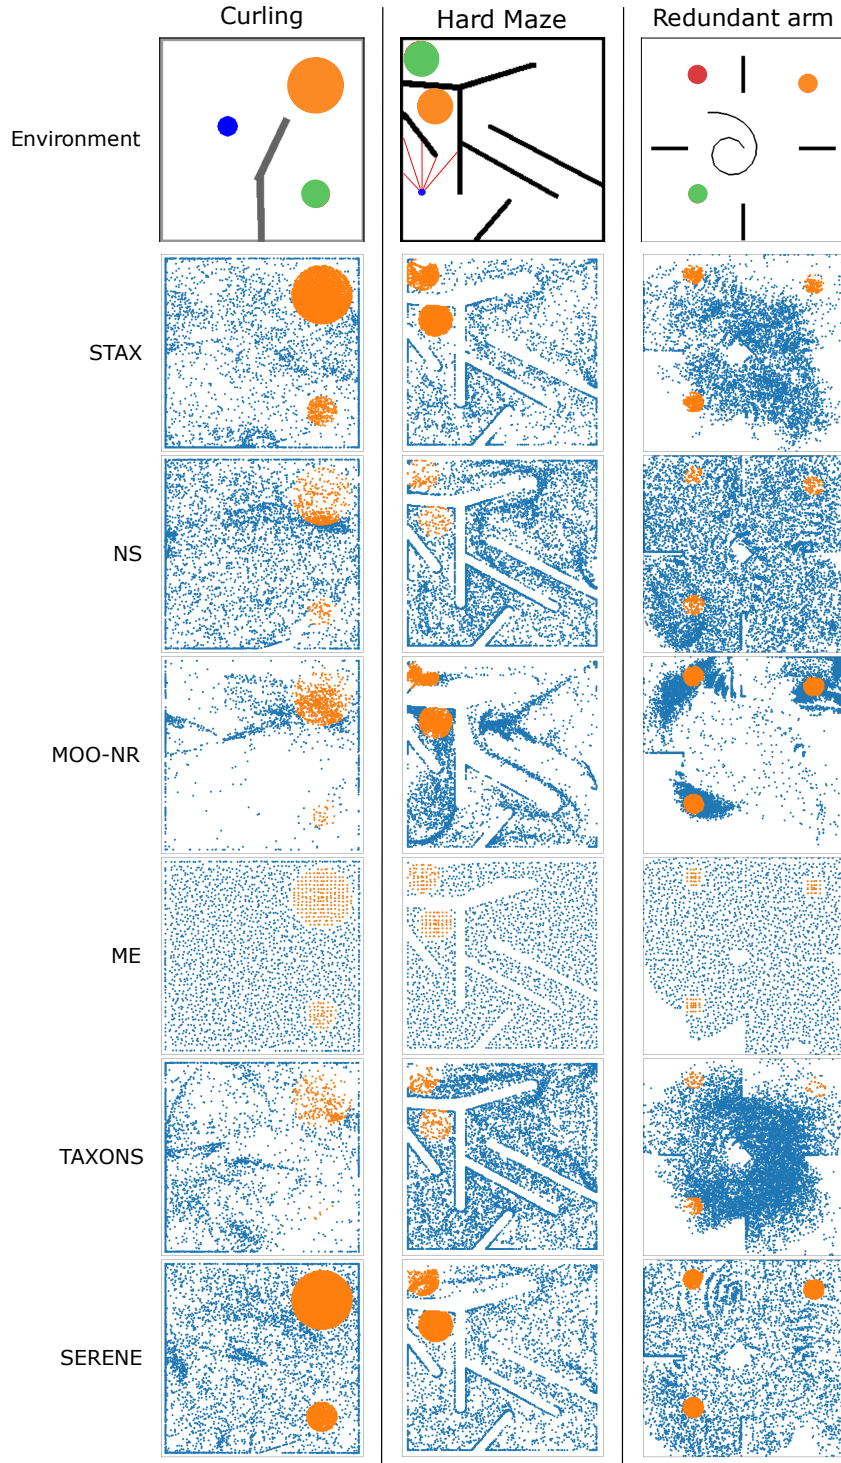 Curling
Hard Maze
Redundant arm
Environment
STAX
NS
MOO-NR
ME
TAXONS
SERENE